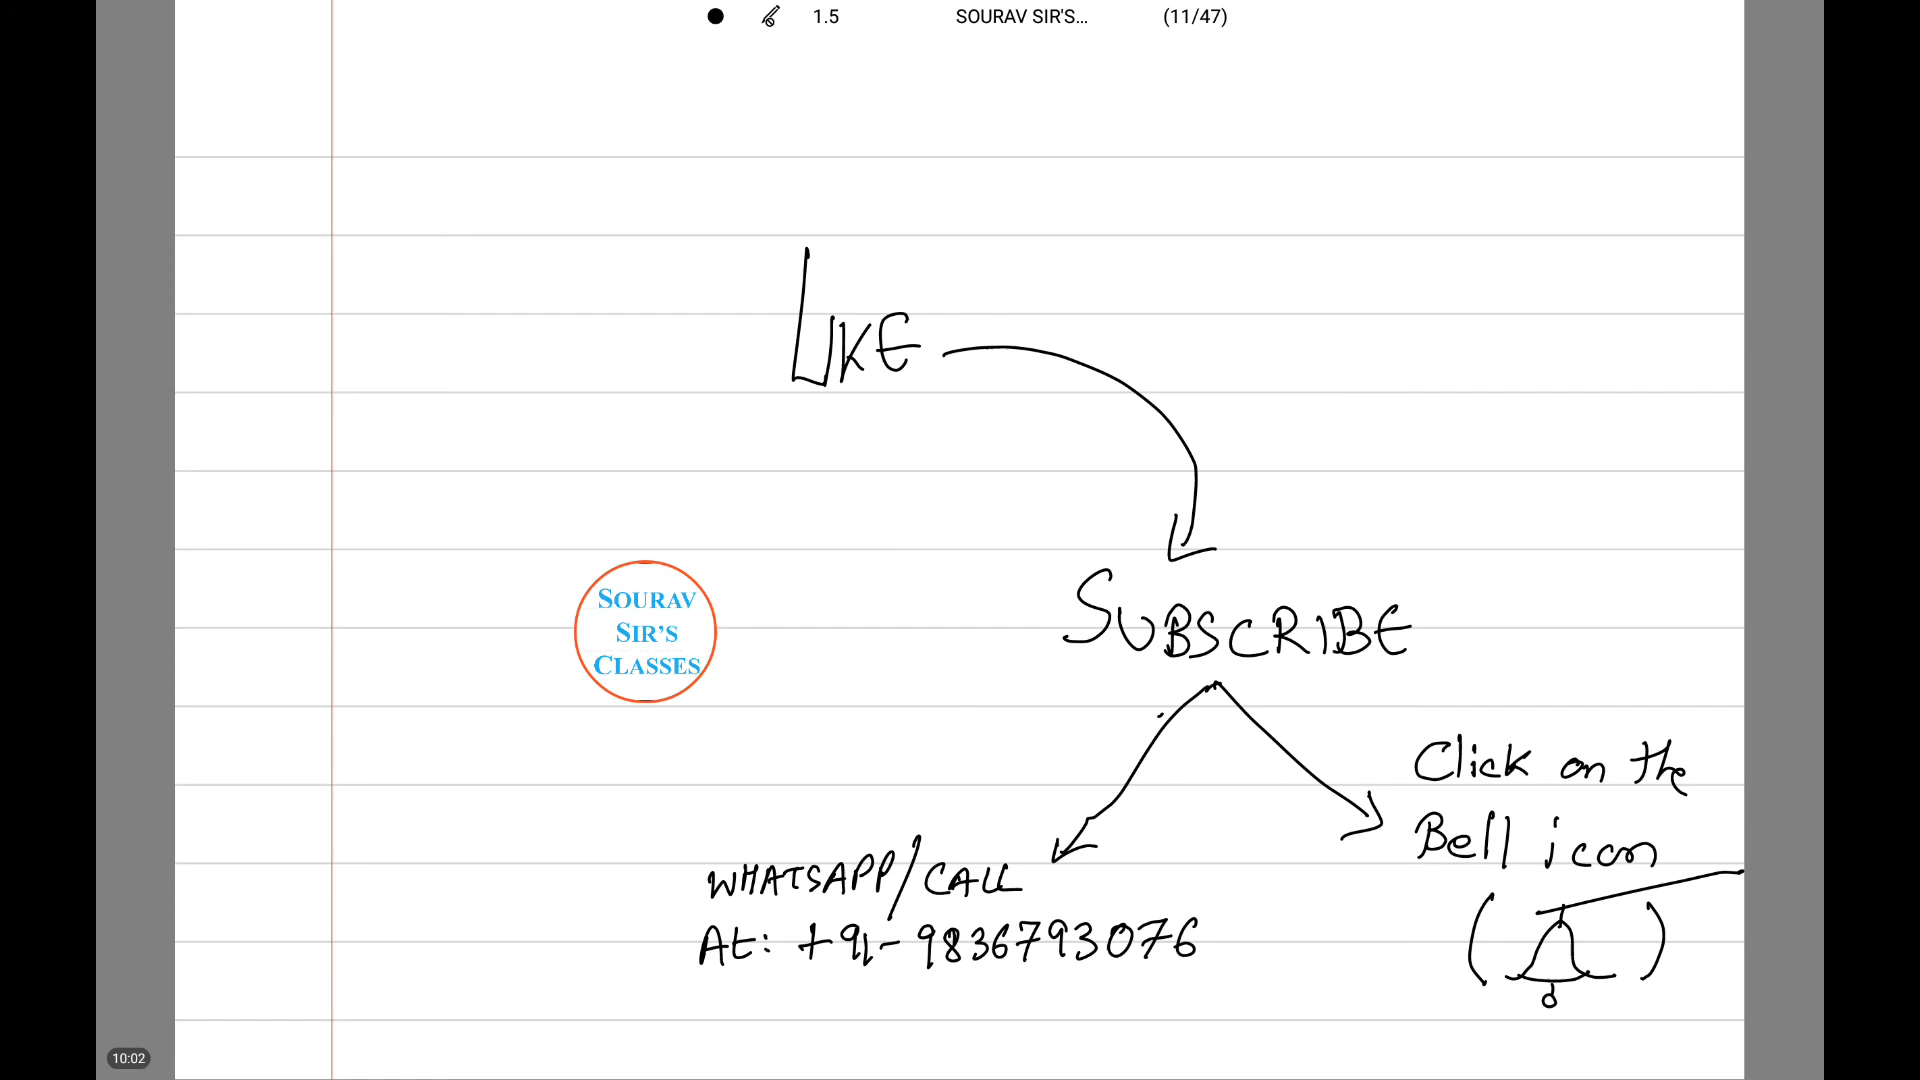 1.5 SOURAV SIR'S... (11/47)
LIKE
SOURAV
SIR'S
CLASSES
SUBSCRIBE
Click on the
Bell icon
WHATSAPP/CALL
At: +91-9836793076
10:02